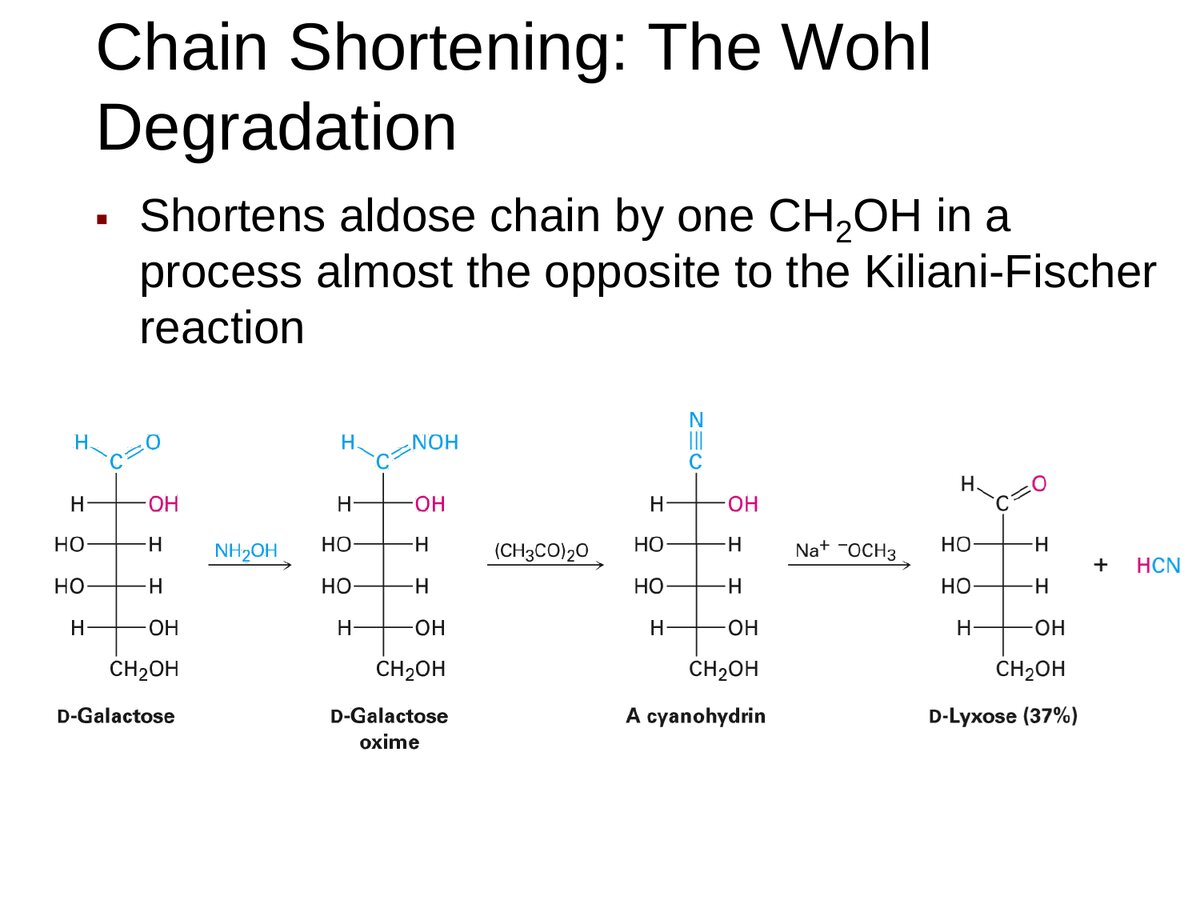 Chain Shortening: The Wohl
Degradation
▪ Shortens aldose chain by one CH₂OH in a
process almost the opposite to the Kiliani-Fischer
reaction
H O
C
H OH
HO H
HO H
H OH
CH₂OH
D-Galactose
NH₂OH
H NOH
C
H OH
HO H
HO H
H OH
CH₂OH
D-Galactose
oxime
(CH₃CO)₂O
N
C
H OH
HO H
HO H
H OH
CH₂OH
A cyanohydrin
Na⁺ ⁻OCH₃
H O
C
HO H
HO H
H OH
CH₂OH
D-Lyxose (37%)
+ HCN